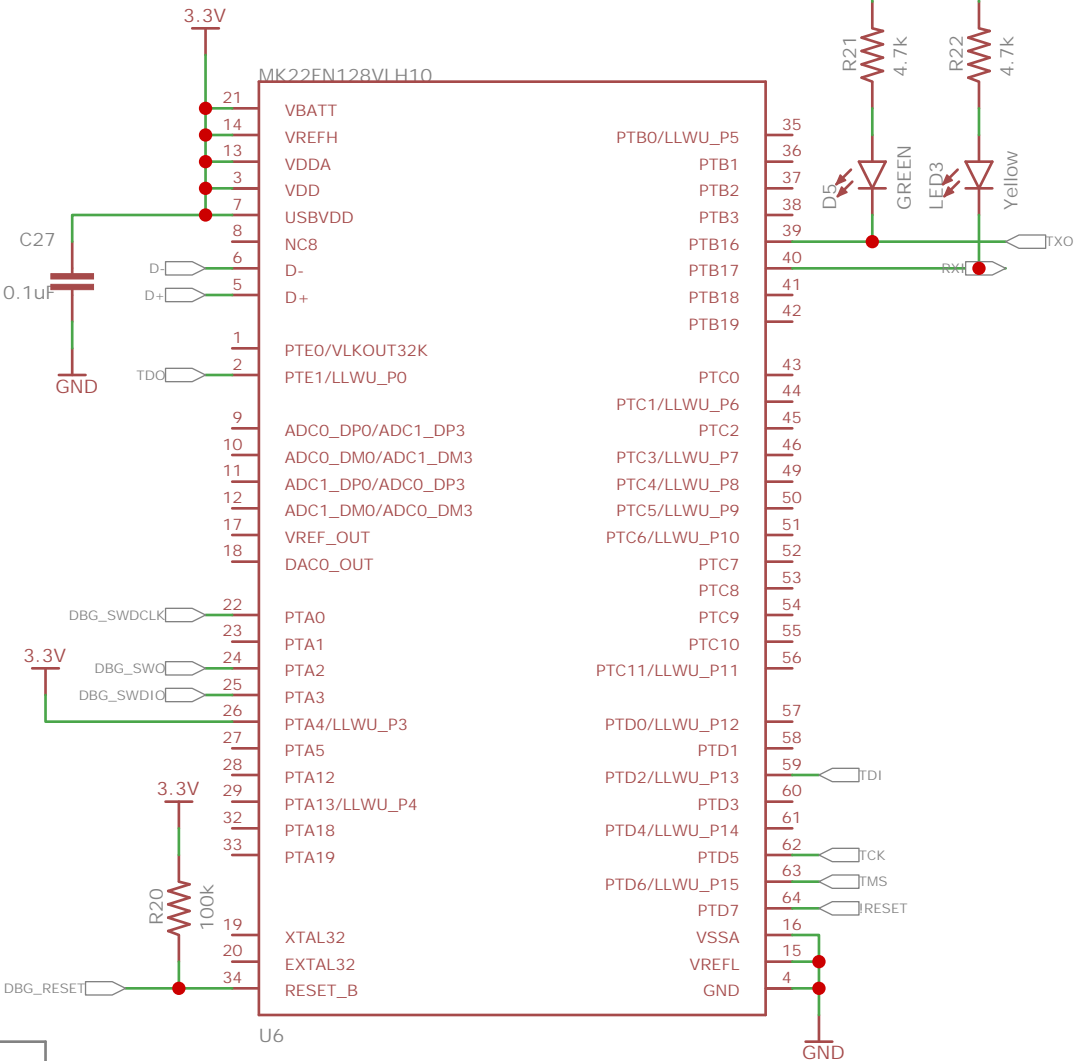 3.3V
MK22FN128VLH10
21 VBATT
14 VREFH
13 VDDA
3 VDD
7 USBVDD
8 NC8
D- 6 D-
D+ 5 D+
C27
0.1uF
GND
1 PTE0/VLKOUT32K
TDO 2 PTE1/LLWU_P0
9 ADC0_DP0/ADC1_DP3
10 ADC0_DM0/ADC1_DM3
11 ADC1_DP0/ADC0_DP3
12 ADC1_DM0/ADC0_DM3
17 VREF_OUT
18 DAC0_OUT
DBG_SWDCLK 22 PTA0
23 PTA1
3.3V
DBG_SWO 24 PTA2
DBG_SWDIO 25 PTA3
26 PTA4/LLWU_P3
27 PTA5
28 PTA12
29 PTA13/LLWU_P4
32 PTA18
33 PTA19
3.3V
R20
100k
19 XTAL32
20 EXTAL32
DBG_RESET 34 RESET_B
U6
R21
4.7k
R22
4.7k
D5
GREEN
LED3
Yellow
PTB0/LLWU_P5 35
PTB1 36
PTB2 37
PTB3 38
PTB16 39 TXO
PTB17 40 RXI
PTB18 41
PTB19 42
PTC0 43
PTC1/LLWU_P6 44
PTC2 45
PTC3/LLWU_P7 46
PTC4/LLWU_P8 49
PTC5/LLWU_P9 50
PTC6/LLWU_P10 51
PTC7 52
PTC8 53
PTC9 54
PTC10 55
PTC11/LLWU_P11 56
PTD0/LLWU_P12 57
PTD1 58
PTD2/LLWU_P13 59 TDI
PTD3 60
PTD4/LLWU_P14 61
PTD5 62 TCK
PTD6/LLWU_P15 63 TMS
PTD7 64 !RESET
VSSA 16
VREFL 15
GND 4
GND